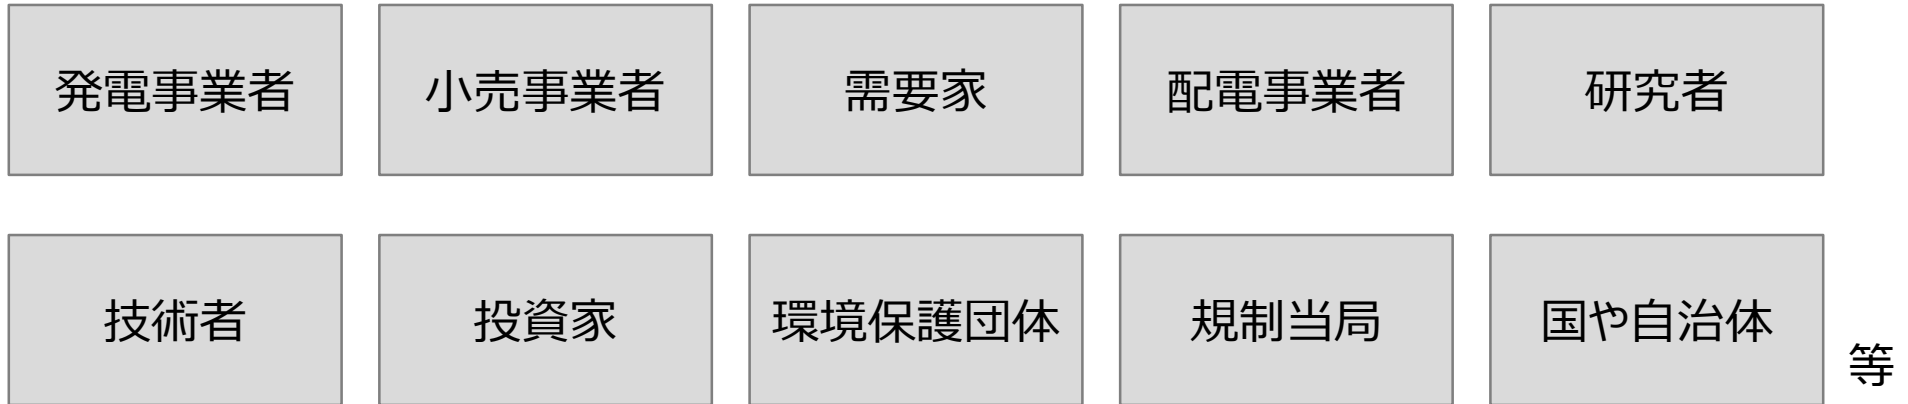 発電事業者
小売事業者
需要家
配電事業者
研究者
技術者
投資家
環境保護団体
規制当局
国や自治体
等